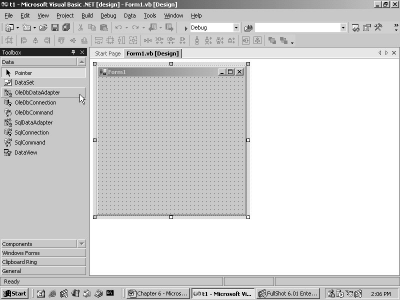 t1 - Microsoft Visual Basic .NET [design] - Form1.vb [Design]
File Edit View Project Build Debug Data Tools Window Help
Debug
Toolbox
Start Page Form1.vb [Design]
Data
Form1
Pointer
DataSet
OleDbDataAdapter
OleDbConnection
OleDbCommand
SqlDataAdapter
SqlConnection
SqlCommand
DataView
Components
Windows Forms
Clipboard Ring
General
Ready
Start
Chapter 6 - Micros...
t1 - Microsoft Vi...
FullShot 6.01 Ente...
2:06 PM